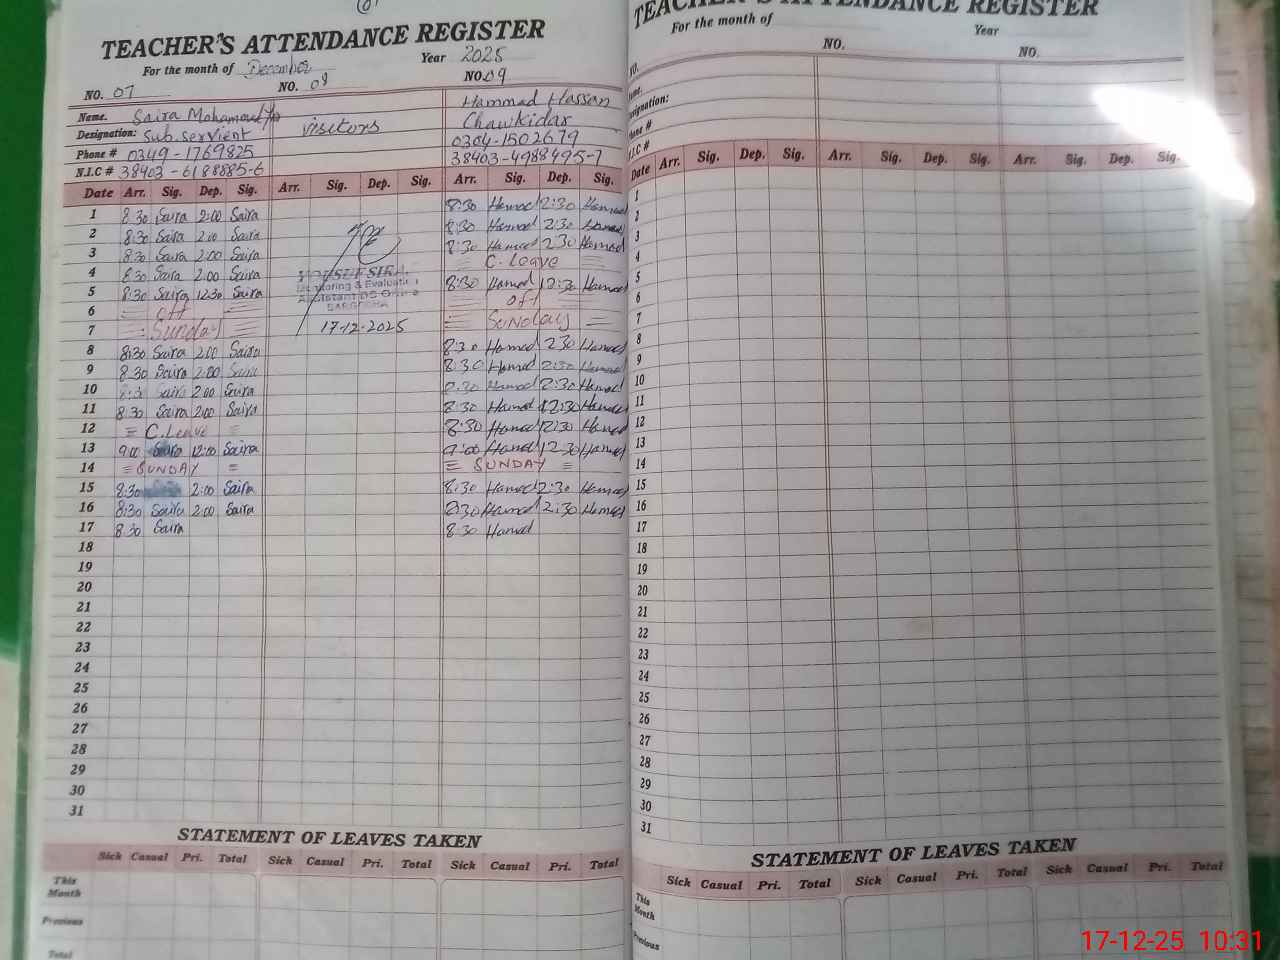 TEACHER'S ATTENDANCE REGISTER
For the month of December Year 2025
NO. 07 NO. 08 NO. 09
Name. Saira Mohammad Hammad Hassan
Designation: Sub.servient visitors Chawkidar
Phone # 0349-1769825 0304-1502679
N.I.C # 38403-6188885-6 38403-4988495-7
Date Arr. Sig. Dep. Sig. Arr. Sig. Dep. Sig. Arr. Sig. Dep. Sig.
1 8:30 Saira 2:00 Saira 8:30 Hamad 2:30 Hamad
2 8:30 Saira 2:00 Saira 8:30 Hamad 2:30 Hamad
3 8:30 Saira 2:00 Saira 8:30 Hamad 2:30 Hamad
4 8:30 Saira 2:00 Saira C. Leave
5 8:30 Saira 12:30 Saira 8:30 Hamad 12:30 Hamad
6 off off
7 Sunday Sunday
YOUSUF
Monitoring & Evaluation
Assistant
SARGODHA
17-12-2025
8 8:30 Saira 2:00 Saira 8:30 Hamad 2:30 Hamad
9 8:30 Saira 2:00 Saira 8:30 Hamad 2:30 Hamad
10 8:30 Saira 2:00 Saira 8:30 Hamad 2:30 Hamad
11 8:30 Saira 2:00 Saira 8:30 Hamad 12:30 Hamad
12 = C.Leave = 8:30 Hamad 12:30 Hamad
13 9:00 Saira 12:00 Saira 9:00 Hamad 12:30 Hamad
14 = SUNDAY = = SUNDAY =
15 8:30 2:00 Saira 8:30 Hamad 2:30 Hamad
16 8:30 Saira 2:00 Saira 8:30 Hamad 2:30 Hamad
17 8:30 Saira 8:30 Hamad
18
19
20
21
22
23
24
25
26
27
28
29
30
31
STATEMENT OF LEAVES TAKEN
Sick Casual Pri. Total Sick Casual Pri. Total Sick Casual Pri. Total
This Month
Previous
Total
TEACHER'S ATTENDANCE REGISTER
For the month of Year
NO. NO. NO.
Name.
Designation:
Phone #
N.I.C #
Date Arr. Sig. Dep. Sig. Arr. Sig. Dep. Sig. Arr. Sig. Dep. Sig.
1
2
3
4
5
6
7
8
9
10
11
12
13
14
15
16
17
18
19
20
21
22
23
24
25
26
27
28
29
30
31
STATEMENT OF LEAVES TAKEN
Sick Casual Pri. Total Sick Casual Pri. Total Sick Casual Pri. Total
This Month
Previous
17-12-25 10:31